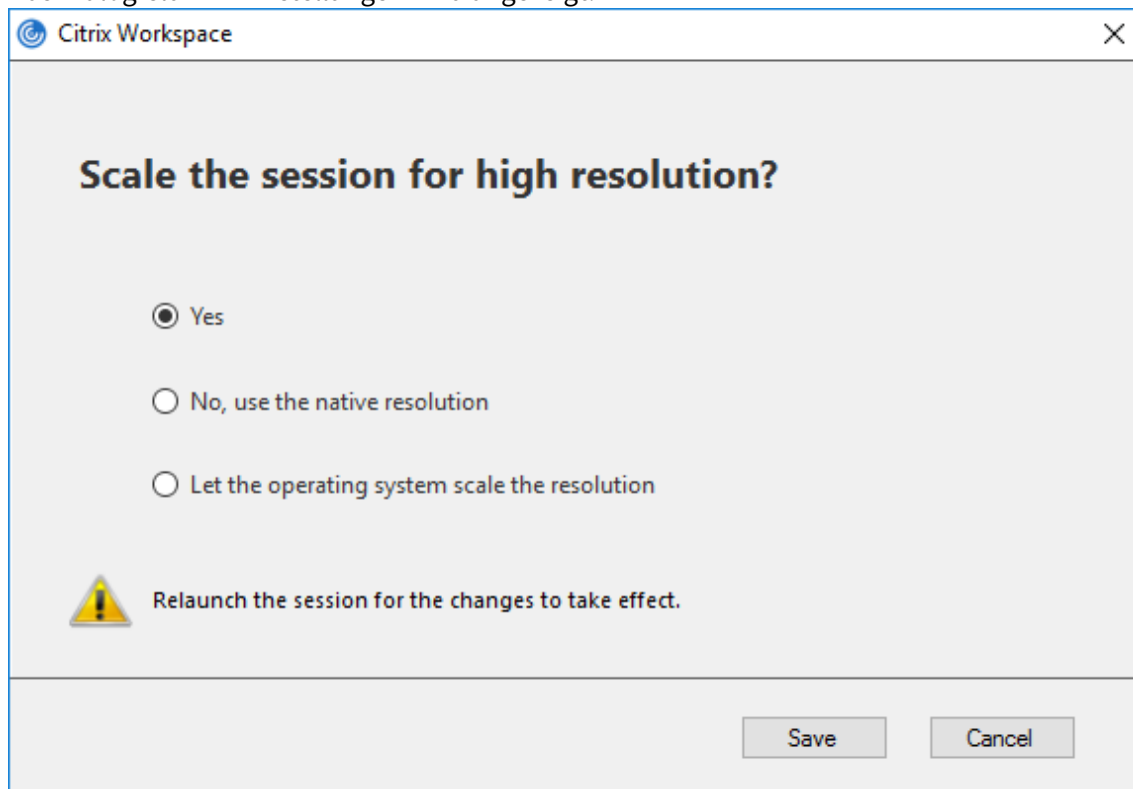 Citrix Workspace
Scale the session for high resolution?
Yes
No, use the native resolution
Let the operating system scale the resolution
Relaunch the session for the changes to take effect.
Save Cancel